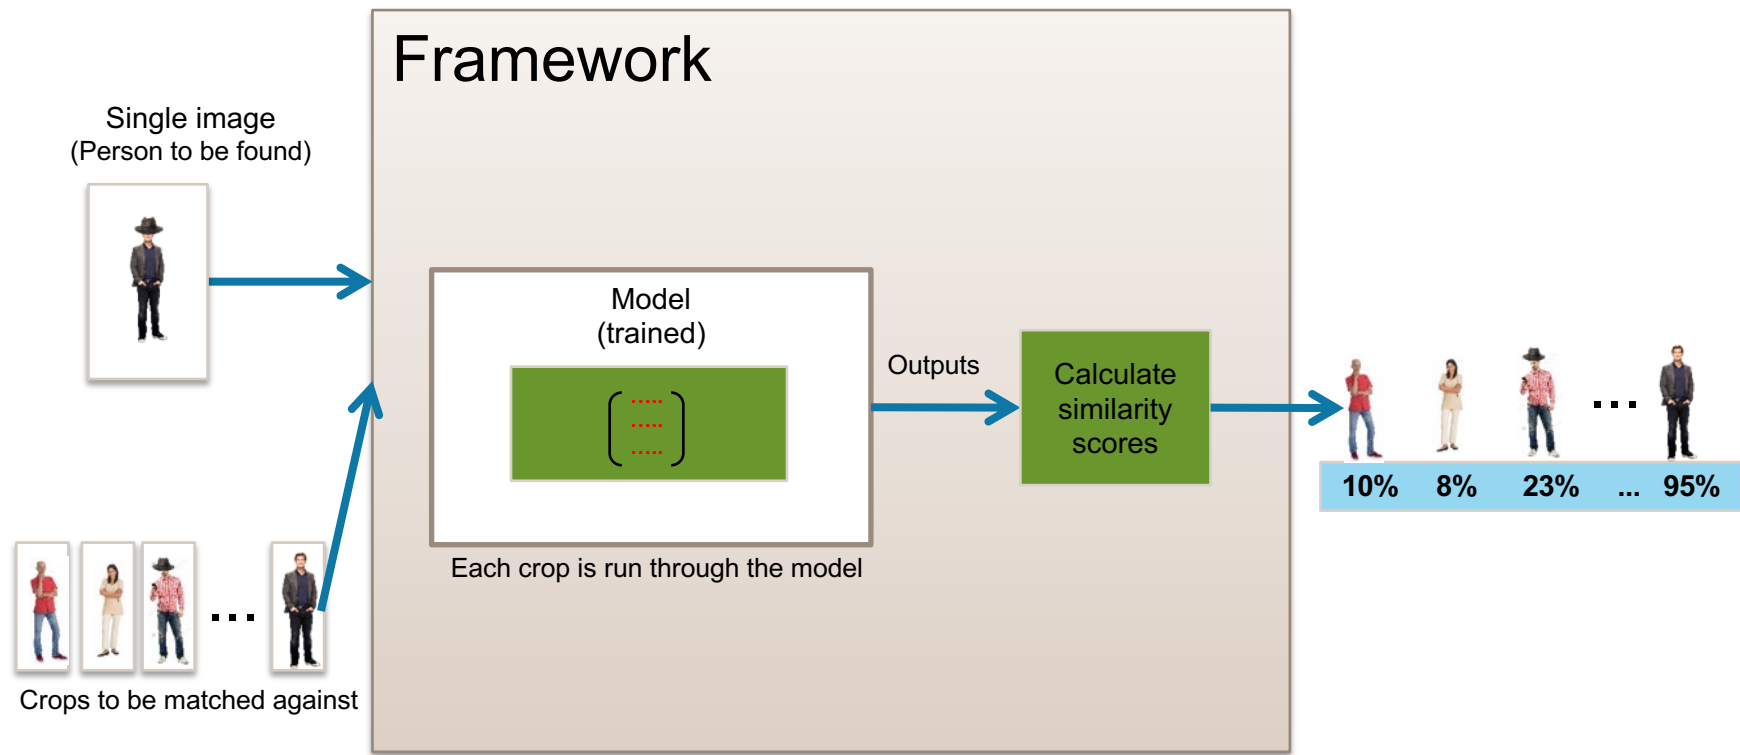 Framework
Single image
(Person to be found)
Model
(trained)
.....
.....
.....
Each crop is run through the model
Outputs
Calculate
similarity
scores
...
10% 8% 23% ... 95%
...
Crops to be matched against